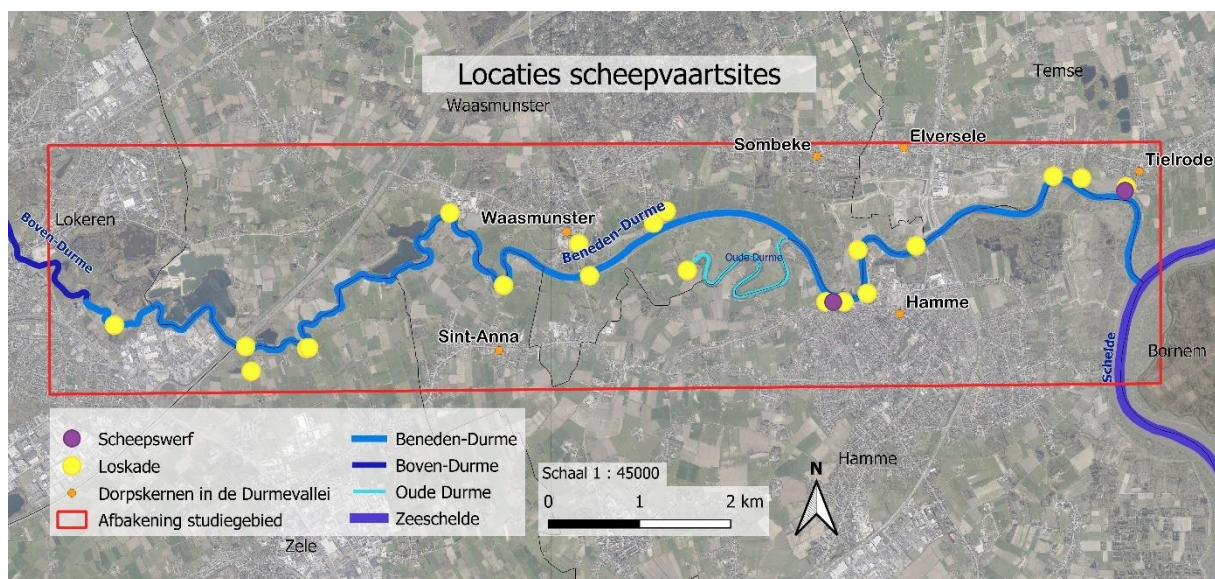 Locaties scheepvaartsites
Temse
Waasmunster
Sombeke
Elversele
Tielrode
Lokeren
Boven-Durme
Waasmunster
Beneden-Durme
Oude Durme
Hamme
Sint-Anna
Schelde
Bornem
Scheepswerf
Loskade
Dorpskernen in de Durmevallei
Afbakening studiegebied
Beneden-Durme
Boven-Durme
Oude Durme
Zeeschelde
Schaal 1 : 45000
0 1 2 km
N
Hamme
Zele